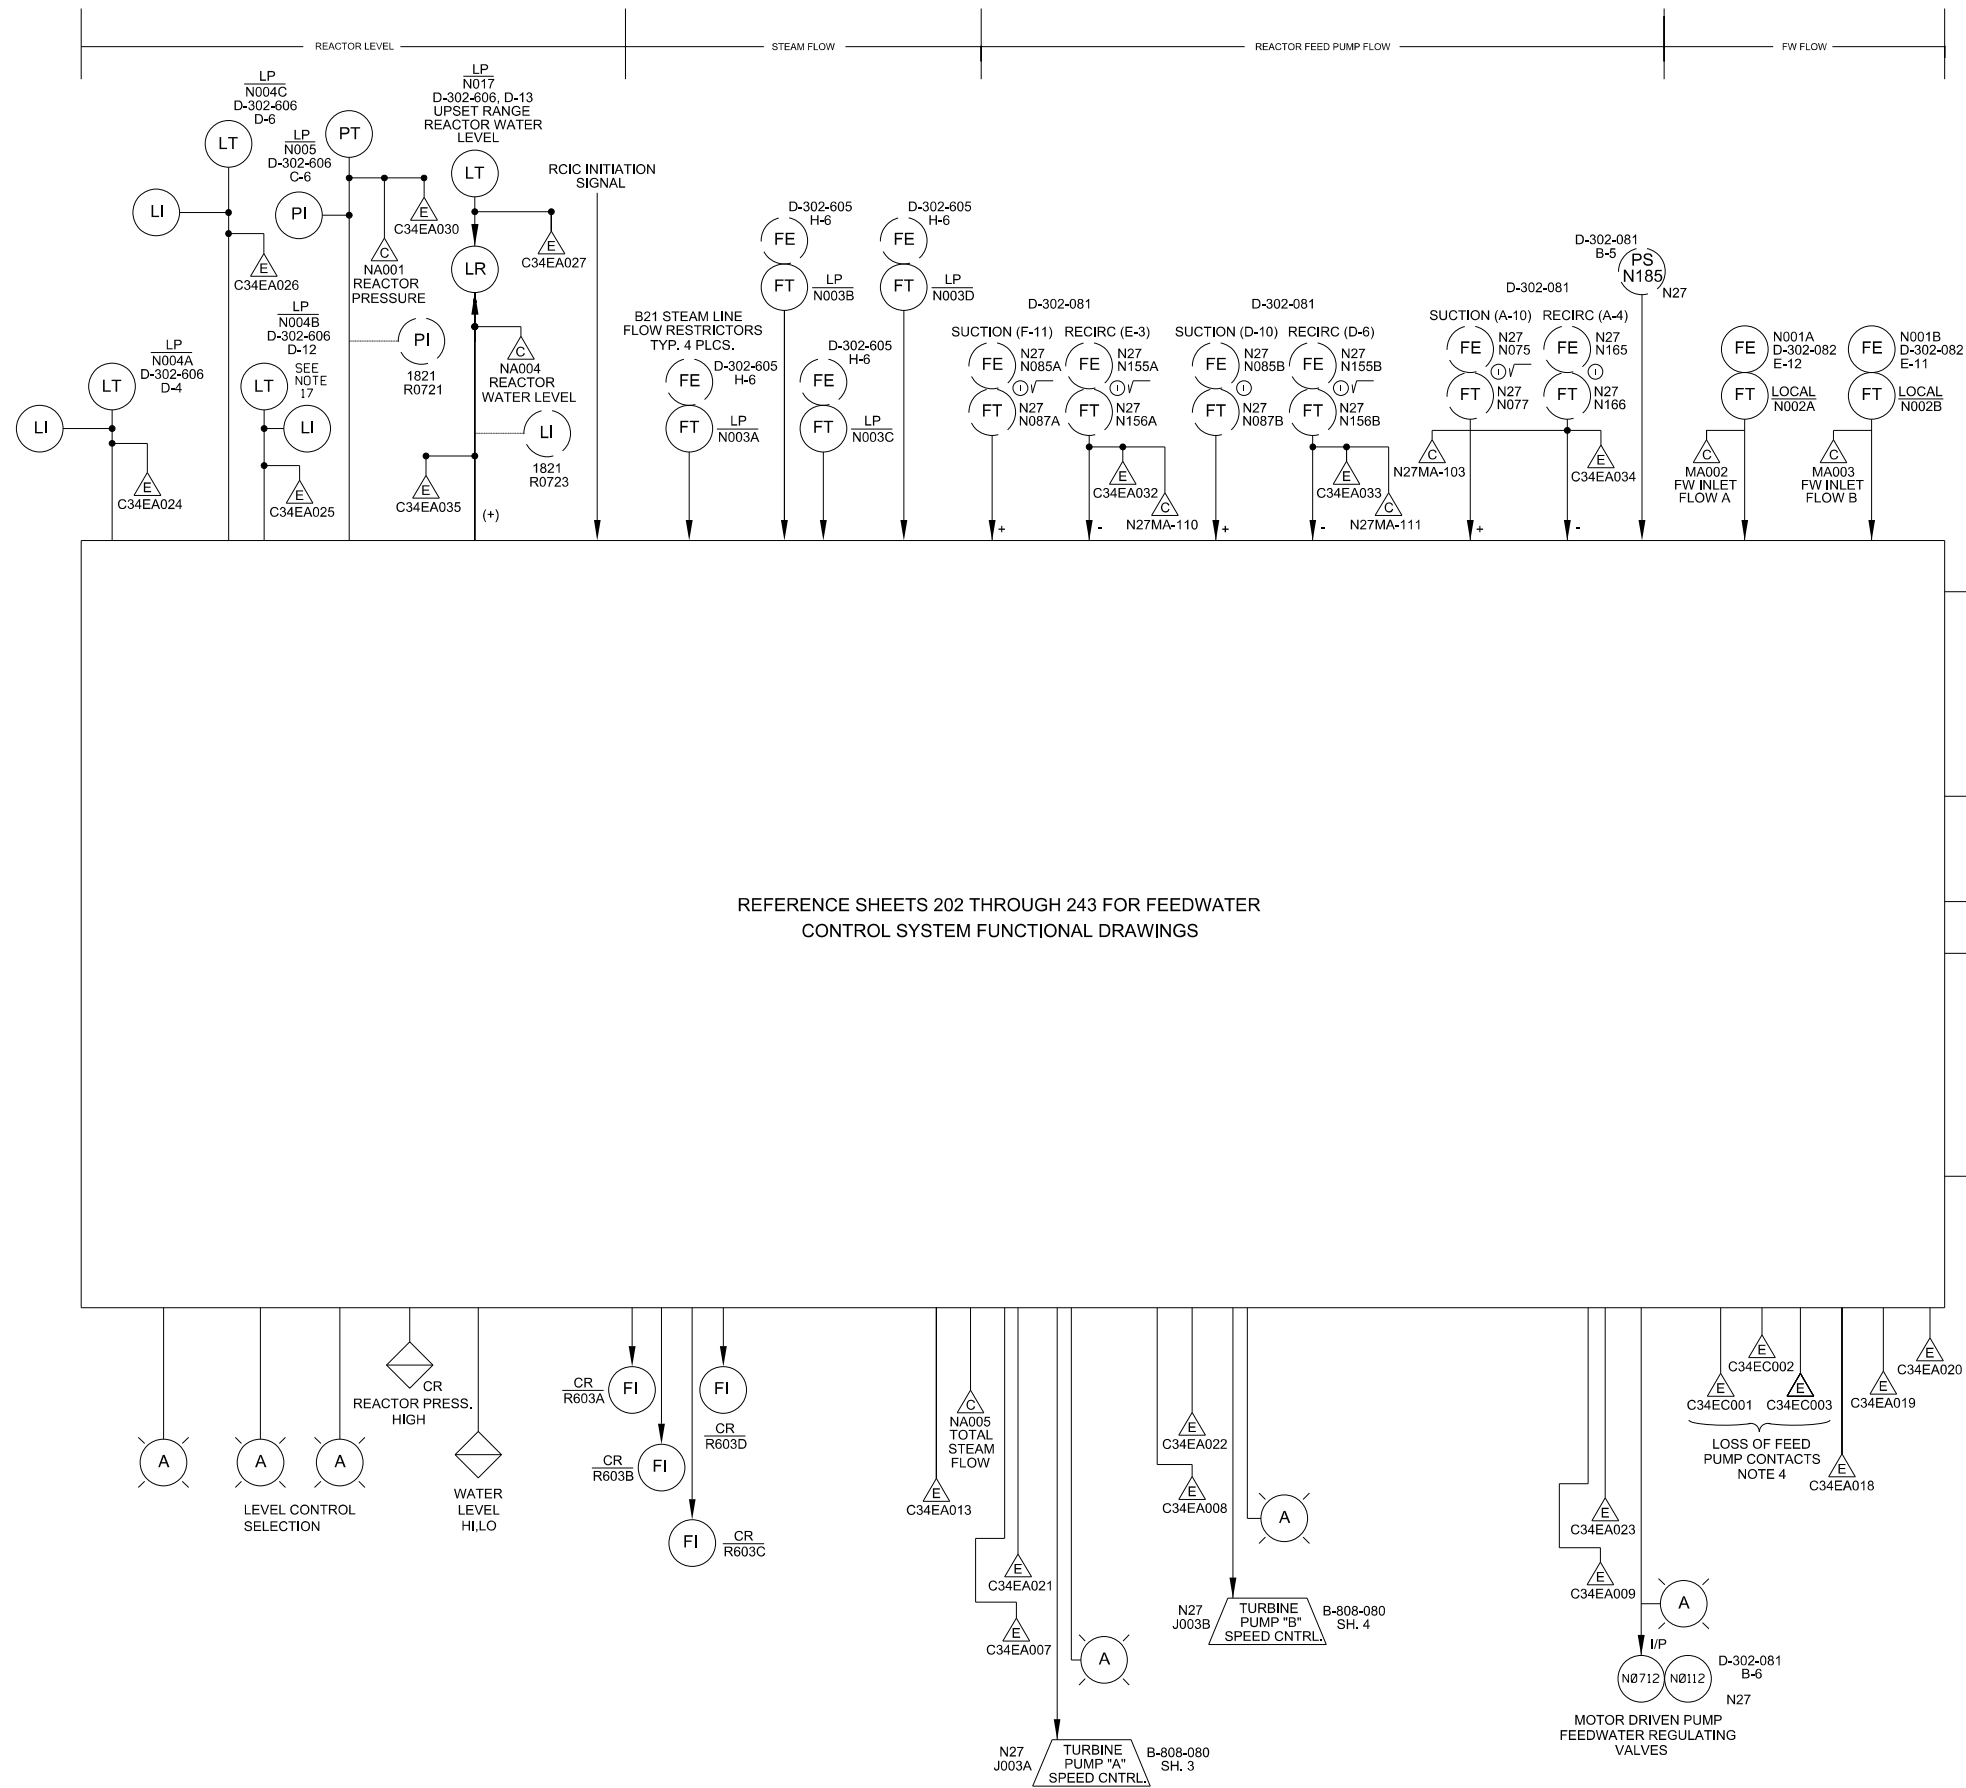 REACTOR LEVEL
STEAM FLOW
REACTOR FEED PUMP FLOW
FW FLOW
LP
N004C
D-302-606
D-6
LT
LI
E
C34EA026
LP
N005
D-302-606
C-6
PT
PI
E
C34EA030
C
NA001
REACTOR
PRESSURE
PI
1821
R0721
LP
N017
D-302-606, D-13
UPSET RANGE
REACTOR WATER
LEVEL
LT
E
C34EA027
LR
C
NA004
REACTOR
WATER LEVEL
LI
1821
R0723
E
C34EA035
(+)
LP
N004A
D-302-606
D-4
LT
LI
E
C34EA024
LP
N004B
D-302-606
D-12
SEE
NOTE
17
LT
LI
E
C34EA025
RCIC INITIATION
SIGNAL
B21 STEAM LINE
FLOW RESTRICTORS
TYP. 4 PLCS.
D-302-605
H-6
FE
FT
LP
N003A
D-302-605
H-6
FE
FT
LP
N003B
D-302-605
H-6
FE
FT
LP
N003C
D-302-605
H-6
FE
FT
LP
N003D
D-302-081
SUCTION (F-11)
FE
N27
N085A
I √
FT
N27
N087A
+
RECIRC (E-3)
FE
N27
N155A
I √
FT
N27
N156A
E
C34EA032
C
N27MA-110
-
D-302-081
SUCTION (D-10)
FE
N27
N085B
I
FT
N27
N087B
+
RECIRC (D-6)
FE
N27
N155B
I √
FT
N27
N156B
E
C34EA033
C
N27MA-111
-
D-302-081
SUCTION (A-10)
FE
N27
N075
I √
FT
N27
N077
C
N27MA-103
+
RECIRC (A-4)
FE
N27
N165
I
FT
N27
N166
E
C34EA034
-
D-302-081
B-5
PS
N185
N27
FE
N001A
D-302-082
E-12
FT
LOCAL
N002A
C
MA002
FW INLET
FLOW A
FE
N001B
D-302-082
E-11
FT
LOCAL
N002B
C
MA003
FW INLET
FLOW B
REFERENCE SHEETS 202 THROUGH 243 FOR FEEDWATER
CONTROL SYSTEM FUNCTIONAL DRAWINGS
A
A
A
LEVEL CONTROL
SELECTION
CR
REACTOR PRESS.
HIGH
WATER
LEVEL
HI,LO
CR
R603A
FI
CR
R603B
FI
FI
CR
R603C
FI
CR
R603D
E
C34EA013
C
NA005
TOTAL
STEAM
FLOW
E
C34EA021
E
C34EA007
A
N27
J003A
TURBINE
PUMP "A"
SPEED CNTRL.
B-808-080
SH. 3
E
C34EA022
E
C34EA008
A
N27
J003B
TURBINE
PUMP "B"
SPEED CNTRL.
B-808-080
SH. 4
E
C34EA023
E
C34EA009
A
I/P
NØ712
NØ112
D-302-081
B-6
N27
MOTOR DRIVEN PUMP
FEEDWATER REGULATING
VALVES
E
C34EC001
E
C34EC002
E
C34EC003
LOSS OF FEED
PUMP CONTACTS
NOTE 4
E
C34EA018
E
C34EA019
E
C34EA020